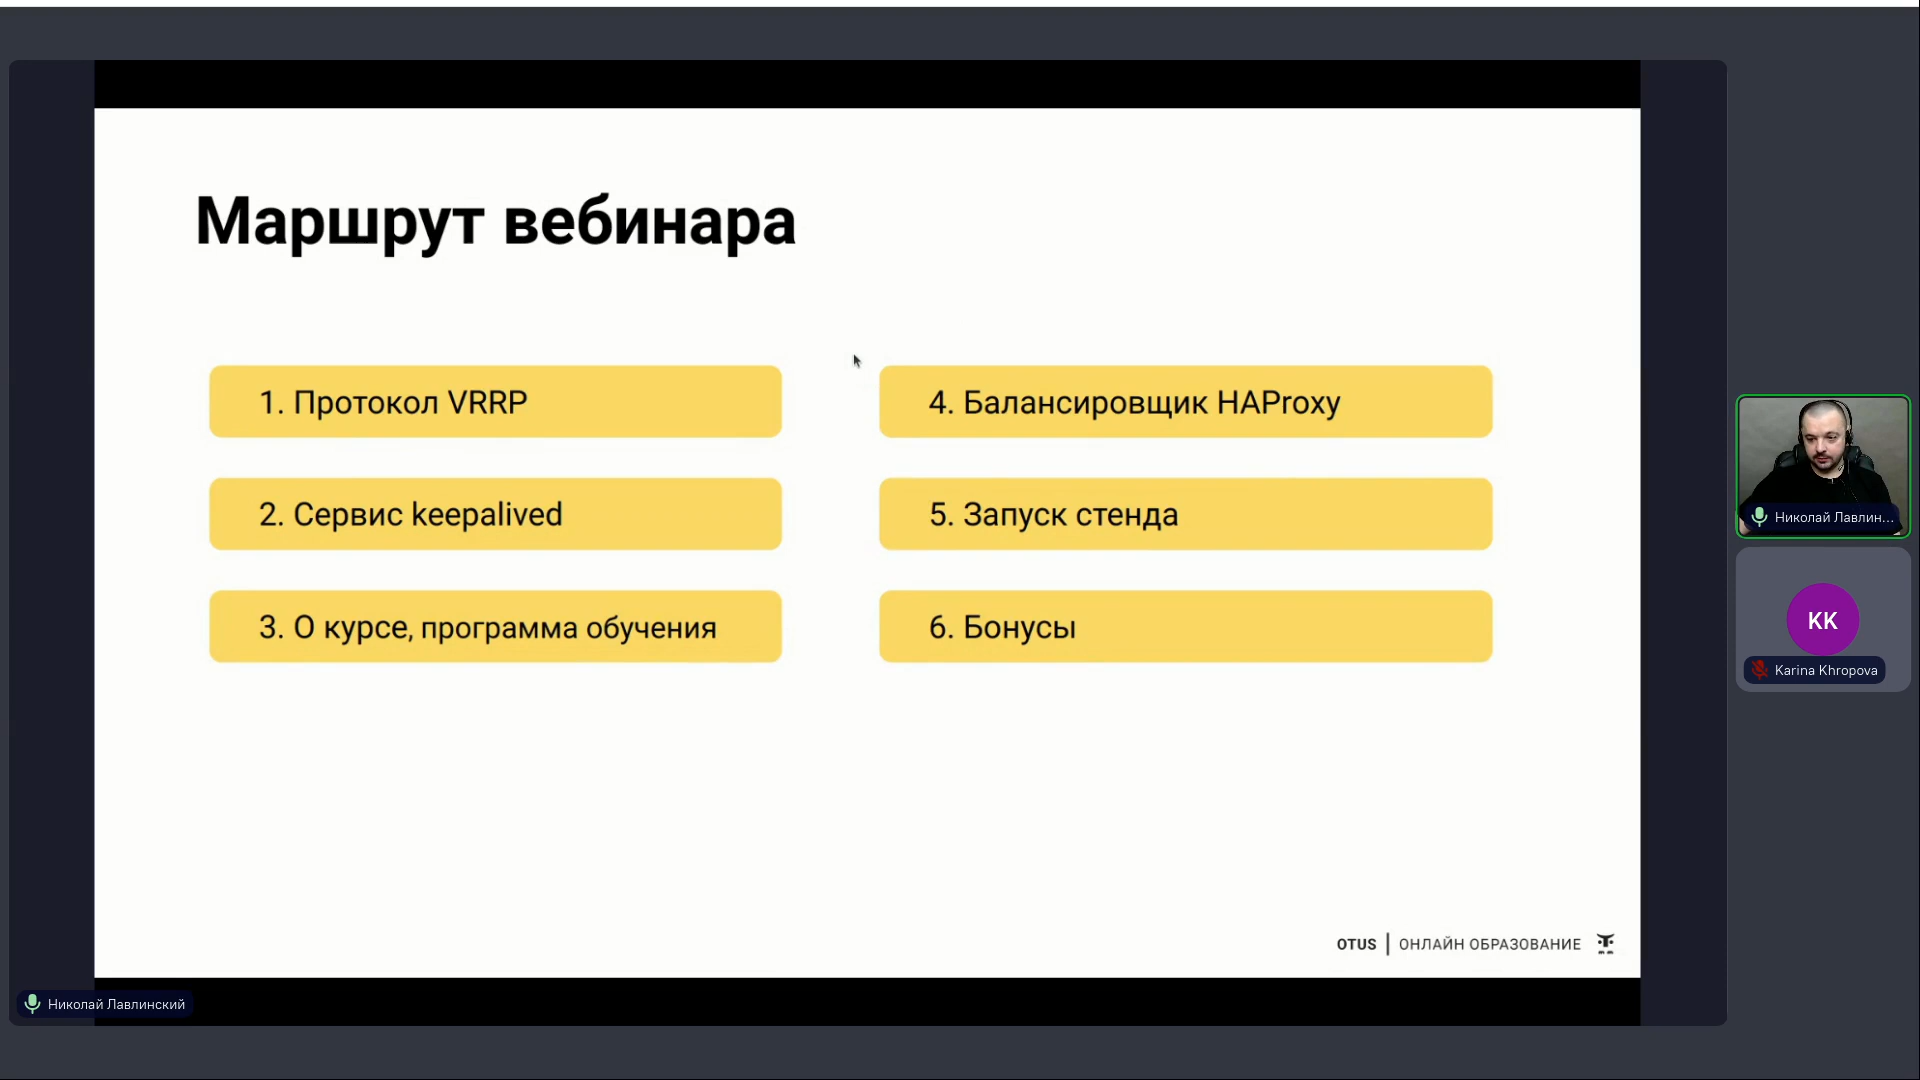 Маршрут вебинара
1. Протокол VRRP
2. Сервис keepalived
3. О курсе, программа обучения
4. Балансировщик HAProxy
5. Запуск стенда
6. Бонусы
OTUS | ОНЛАЙН ОБРАЗОВАНИЕ
Николай Лавлинский
Николай Лавлин...
KK
Karina Khropova